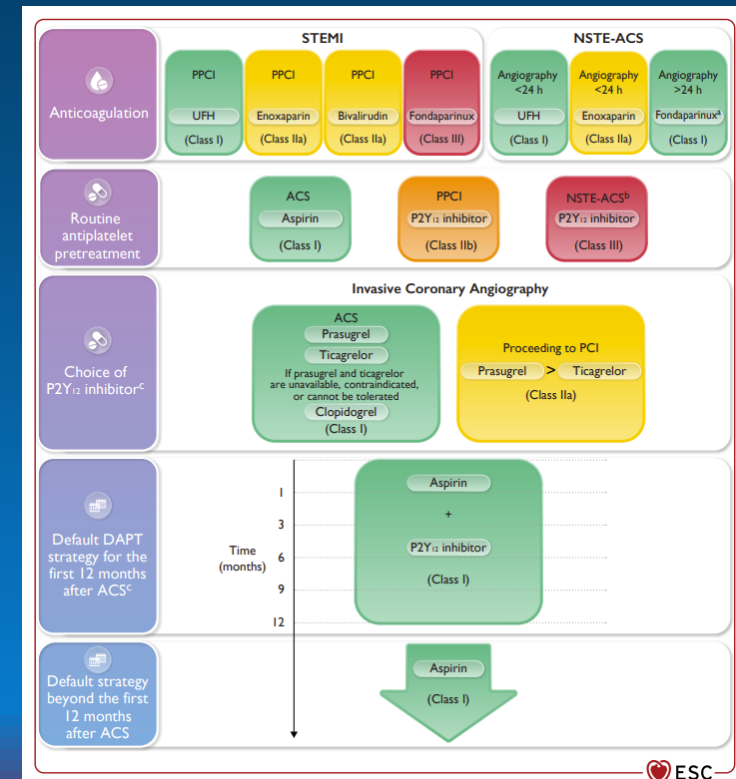 STEMI
NSTE-ACS
Anticoagulation
PPCI
UFH
(Class I)
PPCI
Enoxaparin
(Class IIa)
PPCI
Bivalirudin
(Class IIa)
PPCI
Fondaparinux
(Class III)
Angiography
<24 h
UFH
(Class I)
Angiography
<24 h
Enoxaparin
(Class IIa)
Angiography
>24 h
Fondaparinuxᵃ
(Class I)
Routine
antiplatelet
pretreatment
ACS
Aspirin
(Class I)
PPCI
P2Y₁₂ inhibitor
(Class IIb)
NSTE-ACSᵇ
P2Y₁₂ inhibitor
(Class III)
Choice of
P2Y₁₂ inhibitorᶜ
Invasive Coronary Angiography
ACS
Prasugrel
Ticagrelor
If prasugrel and ticagrelor
are unavailable, contraindicated,
or cannot be tolerated
Clopidogrel
(Class I)
Proceeding to PCI
Prasugrel > Ticagrelor
(Class IIa)
Default DAPT
strategy for the
first 12 months
after ACSᶜ
Time
(months)
1
3
6
9
12
Aspirin
+
P2Y₁₂ inhibitor
(Class I)
Default strategy
beyond the first
12 months
after ACS
Aspirin
(Class I)
ESC